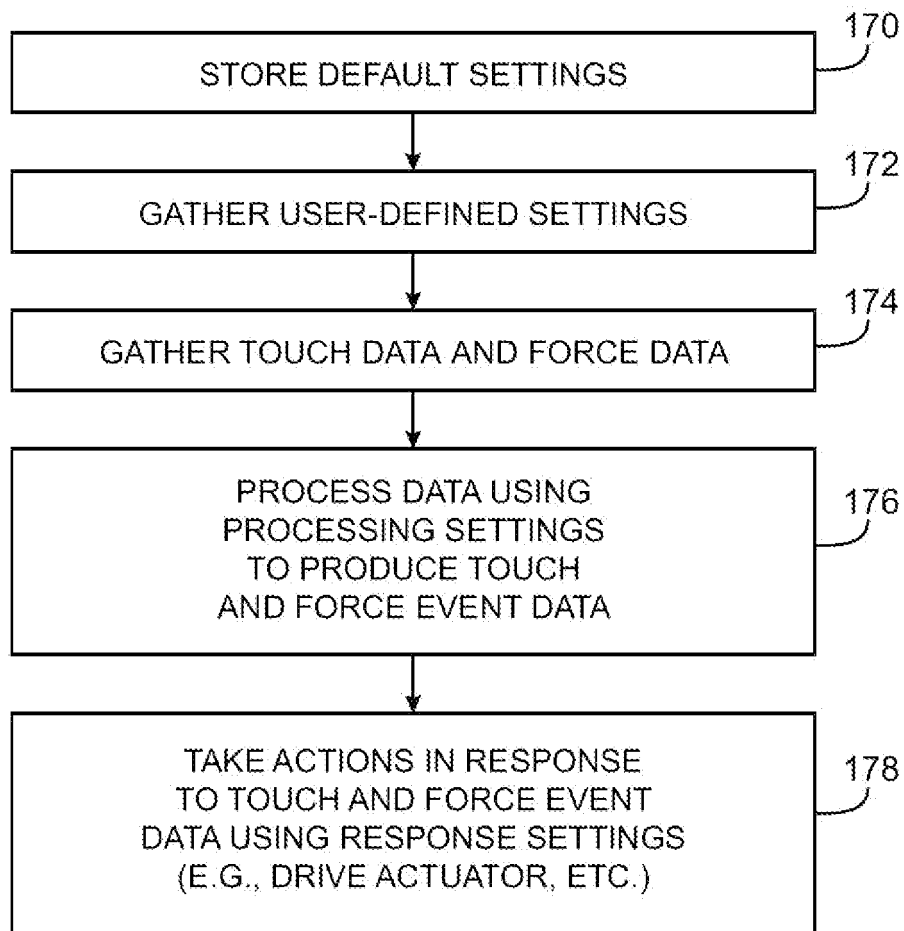 170
STORE DEFAULT SETTINGS
172
GATHER USER-DEFINED SETTINGS
174
GATHER TOUCH DATA AND FORCE DATA
176
PROCESS DATA USING
PROCESSING SETTINGS
TO PRODUCE TOUCH
AND FORCE EVENT DATA
178
TAKE ACTIONS IN RESPONSE
TO TOUCH AND FORCE EVENT
DATA USING RESPONSE SETTINGS
(E.G., DRIVE ACTUATOR, ETC.)